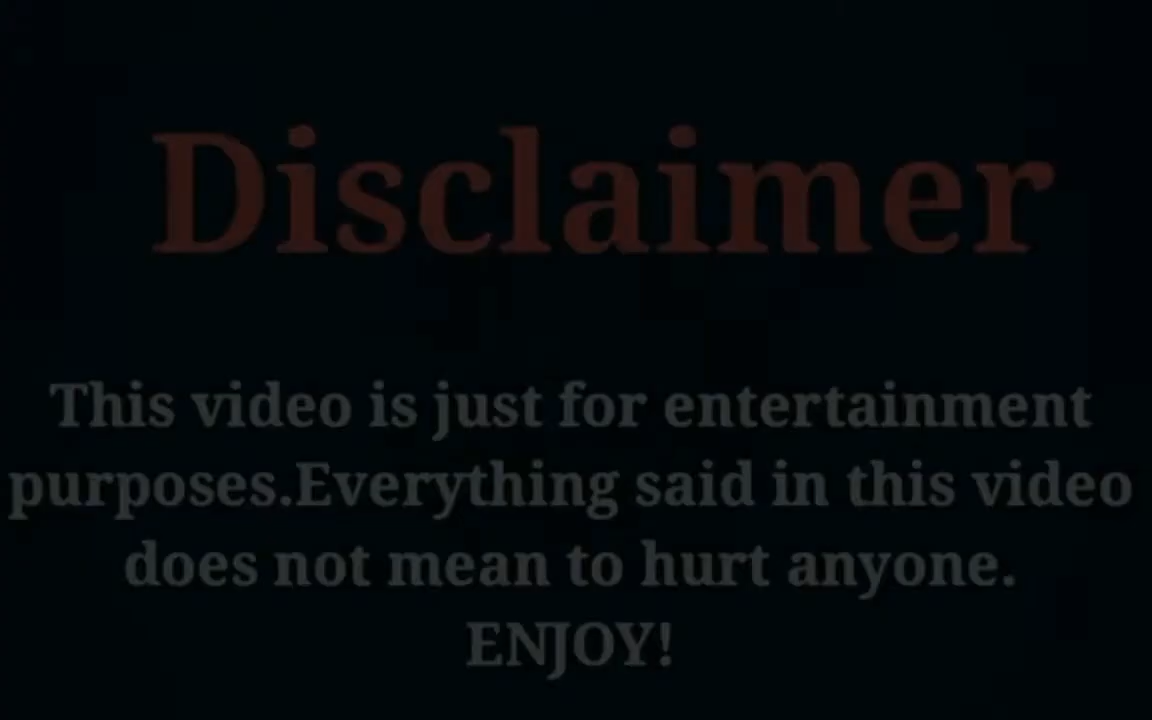 Disclaimer
This video is just for entertainment
purposes.Everything said in this video
does not mean to hurt anyone.
ENJOY!